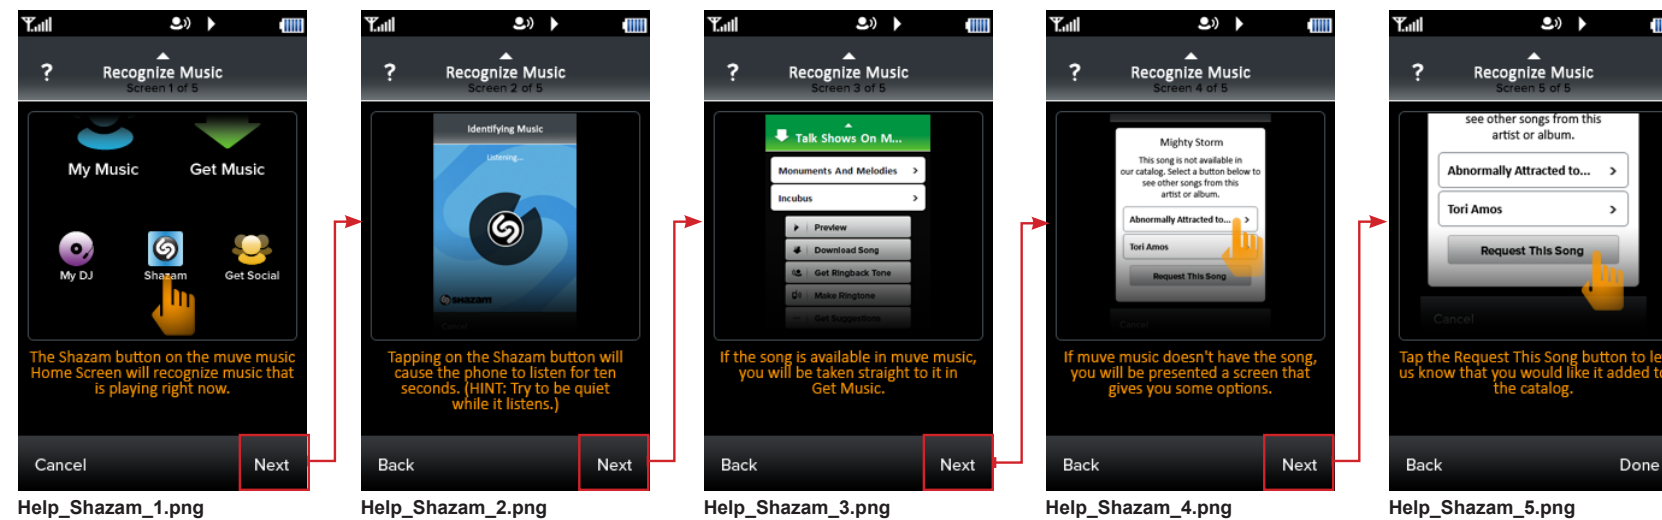 Recognize Music
Screen 1 of 5
My Music
Get Music
My DJ
Shazam
Get Social
The Shazam button on the muve music
Home Screen will recognize music that
is playing right now.
Cancel
Next
Help_Shazam_1.png
?
Recognize Music
Screen 2 of 5
Identifying Music
Listening...
SHAZAM
Cancel
Tapping on the Shazam button will
cause the phone to listen for ten
seconds. (HINT: Try to be quiet
while it listens.)
Back
Next
Help_Shazam_2.png
?
Recognize Music
Screen 3 of 5
Talk Shows On M...
Monuments And Melodies
Incubus
Preview
Download Song
Get Ringback Tone
Make Ringtone
Get Suggestions
If the song is available in muve music,
you will be taken straight to it in
Get Music.
Back
Next
Help_Shazam_3.png
?
Recognize Music
Screen 4 of 5
Mighty Storm
This song is not available in
our catalog. Select a button below to
see other songs from this
artist or album.
Abnormally Attracted to...
Tori Amos
Request This Song
Cancel
If muve music doesn't have the song,
you will be presented a screen that
gives you some options.
Back
Next
Help_Shazam_4.png
?
Recognize Music
Screen 5 of 5
see other songs from this
artist or album.
Abnormally Attracted to...
Tori Amos
Request This Song
Cancel
Tap the Request This Song button to le
us know that you would like it added t
the catalog.
Back
Done
Help_Shazam_5.png